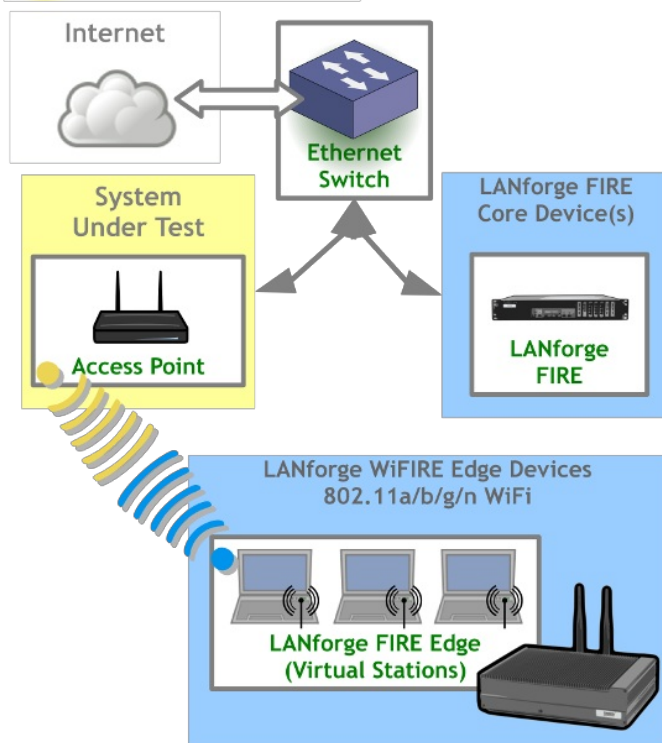 Internet
Ethernet
Switch
System
Under Test
Access Point
LANforge FIRE
Core Device(s)
LANforge
FIRE
LANforge WiFIRE Edge Devices
802.11a/b/g/n WiFi
LANforge FIRE Edge
(Virtual Stations)